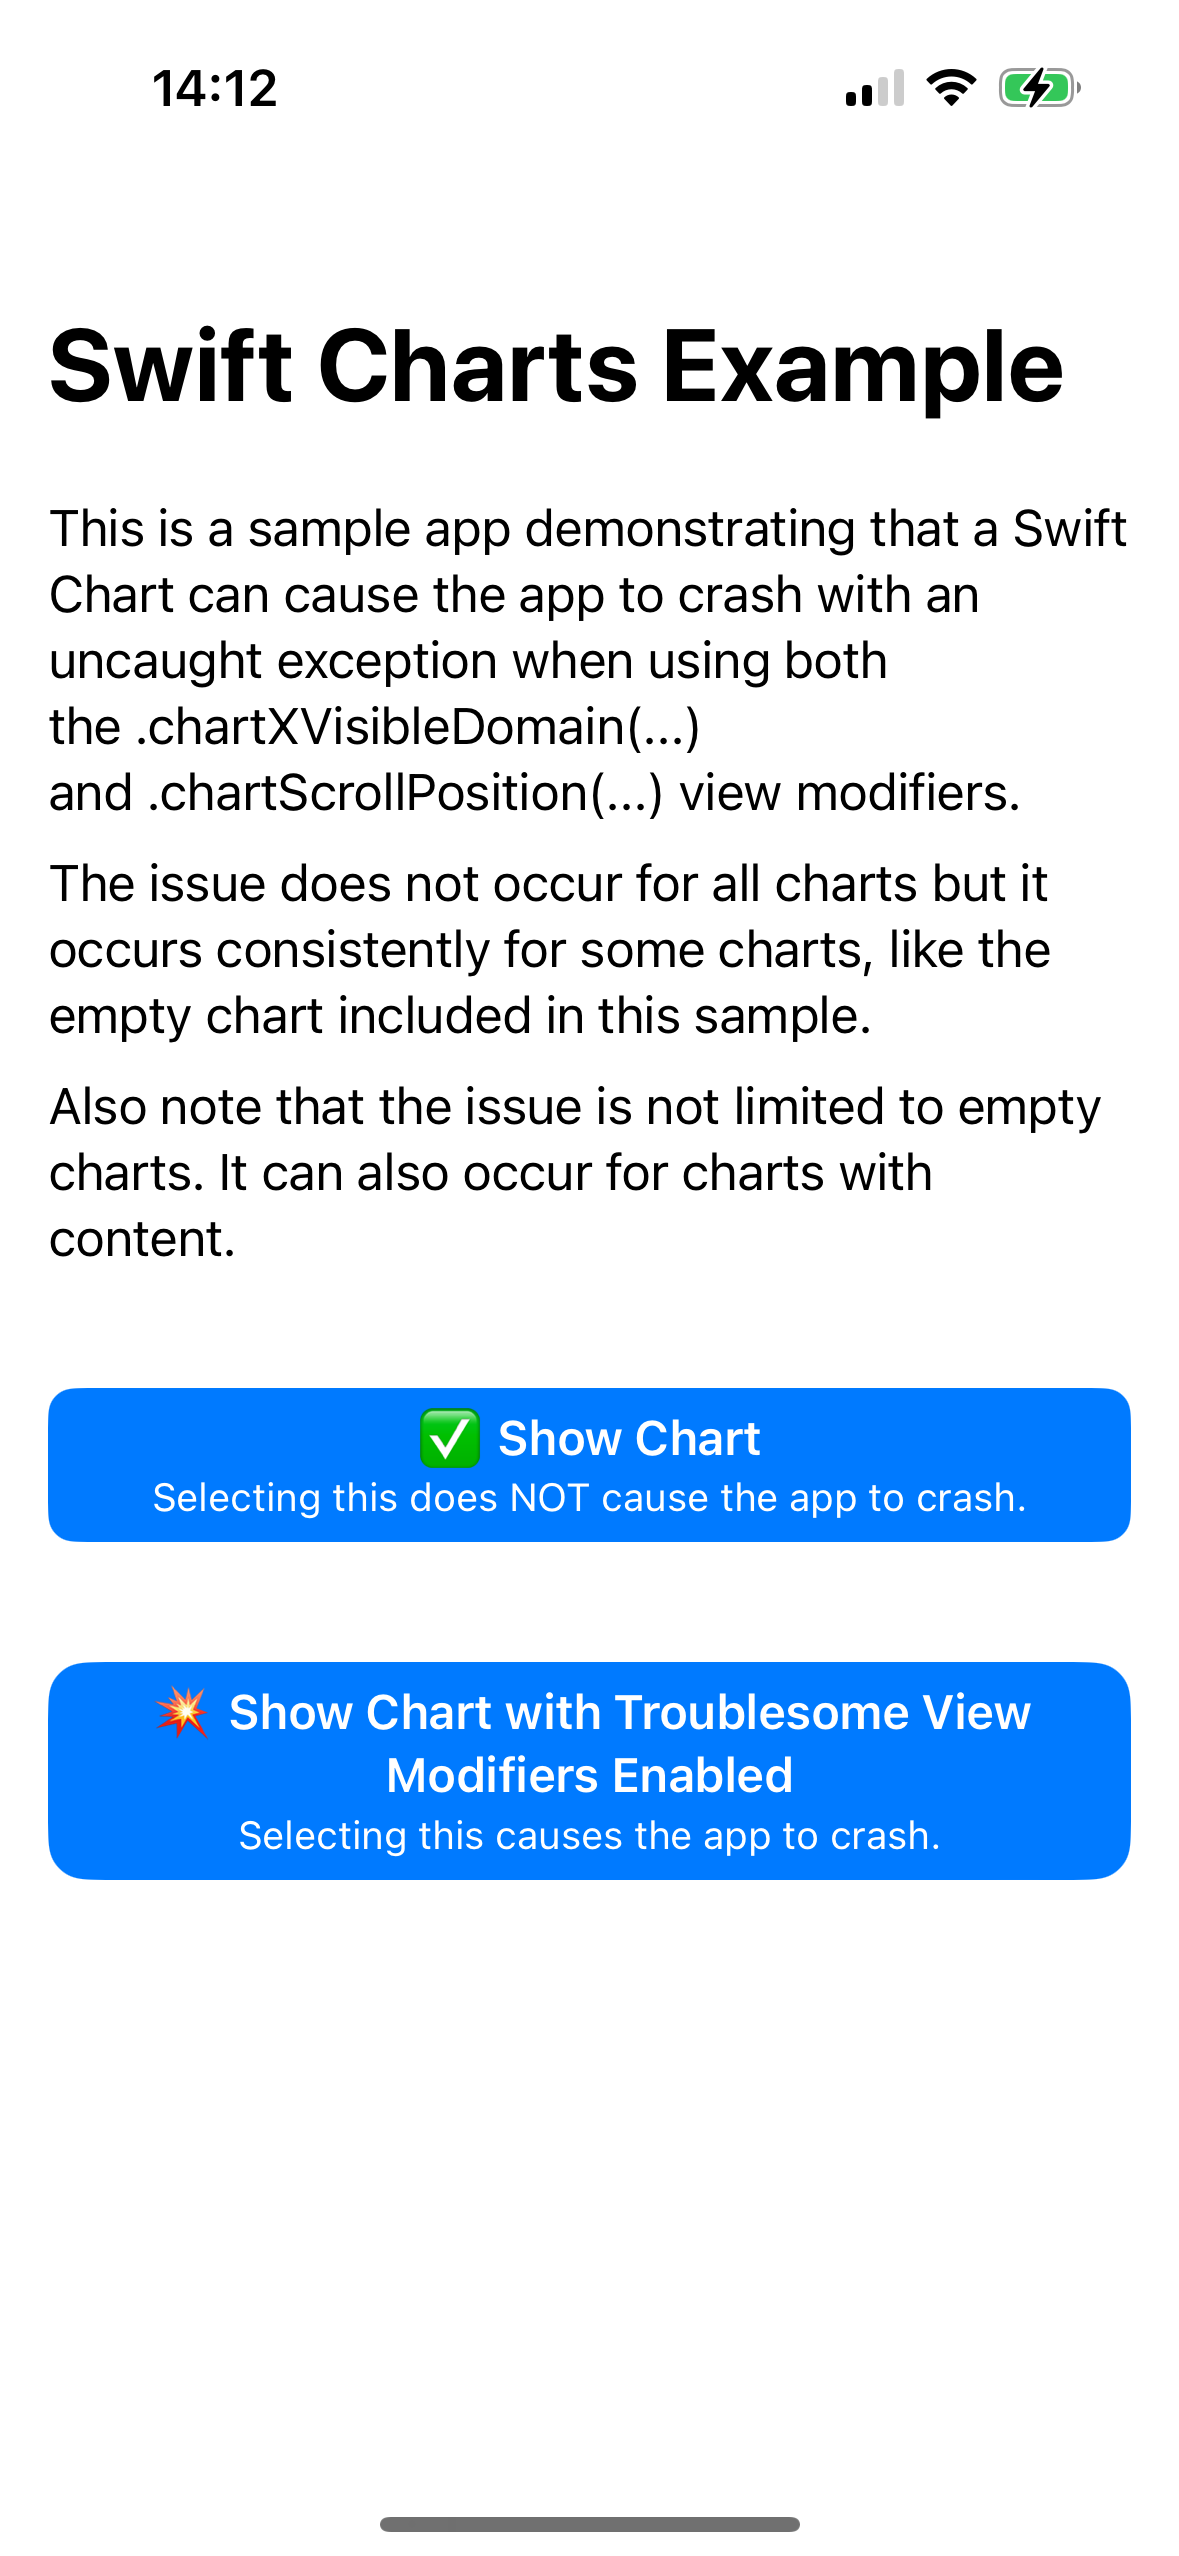 14:12
Swift Charts Example
This is a sample app demonstrating that a Swift
Chart can cause the app to crash with an
uncaught exception when using both
the .chartXVisibleDomain(...)
and .chartScrollPosition(...) view modifiers.
The issue does not occur for all charts but it
occurs consistently for some charts, like the
empty chart included in this sample.
Also note that the issue is not limited to empty
charts. It can also occur for charts with
content.
✅ Show Chart
Selecting this does NOT cause the app to crash.
💥 Show Chart with Troublesome View
Modifiers Enabled
Selecting this causes the app to crash.